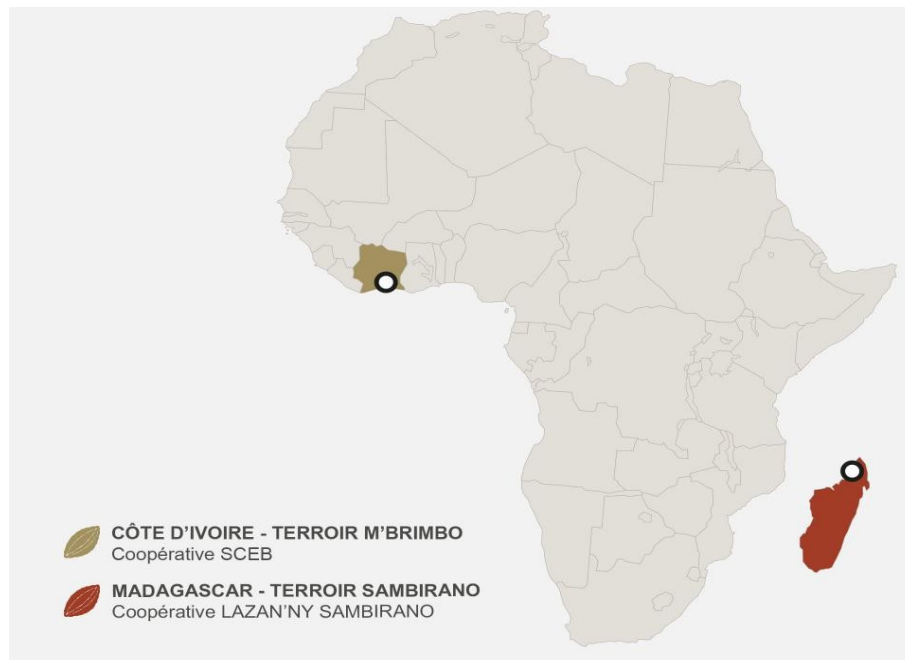 CÔTE D'IVOIRE - TERROIR M'BRIMBO
Coopérative SCEB
MADAGASCAR - TERROIR SAMBIRANO
Coopérative LAZAN'NY SAMBIRANO